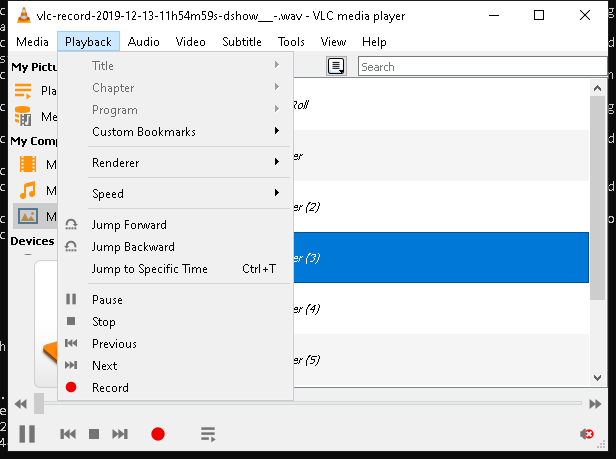 vlc-record-2019-12-13-11h54m59s-dshow__-.wav - VLC media player
Media Playback Audio Video Subtitle Tools View Help
My Pictu
Search
Pla
Me
My Comp
M
M
M
Devices
Title
Chapter
Program
Custom Bookmarks
Renderer
Speed
Jump Forward
Jump Backward
Jump to Specific Time Ctrl+T
Pause
Stop
Previous
Next
Record
Roll
er
er (2)
er (3)
er (4)
er (5)